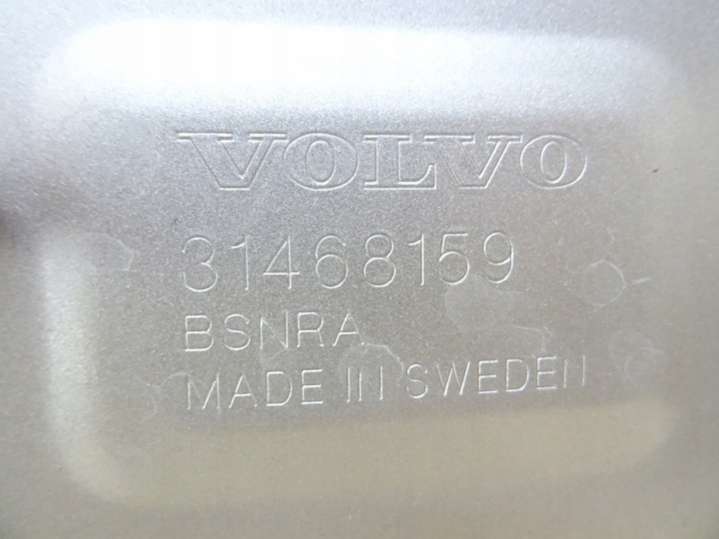 VOLVO
31468159
BSNRA
MADE IN SWEDEN